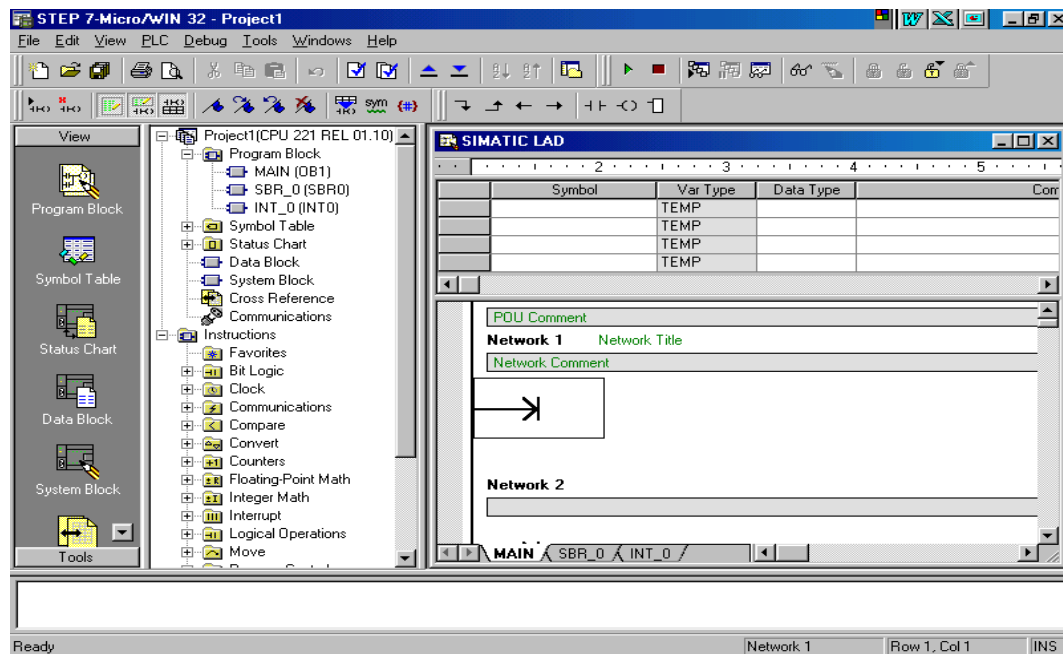 STEP 7-Micro/WIN 32 - Project1
File Edit View PLC Debug Tools Windows Help
sym
View
Program Block
Symbol Table
Status Chart
Data Block
System Block
Tools
Project1(CPU 221 REL 01.10)
Program Block
MAIN (OB1)
SBR_0 (SBR0)
INT_0 (INT0)
Symbol Table
Status Chart
Data Block
System Block
Cross Reference
Communications
Instructions
Favorites
Bit Logic
Clock
Communications
Compare
Convert
Counters
Floating-Point Math
Integer Math
Interrupt
Logical Operations
Move
SIMATIC LAD
2 3 4 5
Symbol Var Type Data Type Com
TEMP
TEMP
TEMP
TEMP
POU Comment
Network 1 Network Title
Network Comment
Network 2
MAIN SBR_0 INT_0
Ready Network 1 Row 1, Col 1 INS